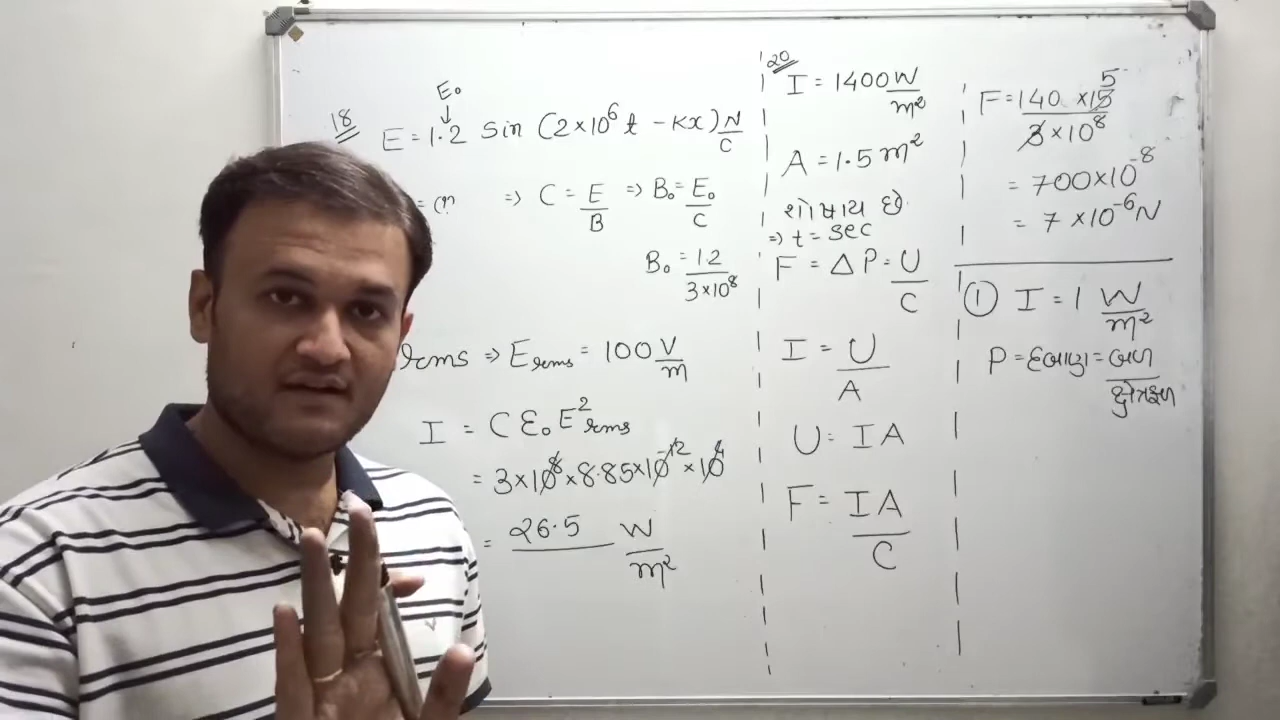 18
E₀
↓
E = 1.2 sin (2×10⁶ t − kx) N/C
⇒ C = E/B ⇒ B₀ = E₀/C
B₀ = 1.2/3×10⁸
rms ⇒ Erms = 100 V/m
I = C ε₀ E²rms
= 3×10⁸ × 8.85×10⁻¹² × 10⁴
= 26.5 W/m²
20
I = 1400 W/m²
A = 1.5 m²
શોષાય છે.
⇒ t = sec
F = ΔP = U/C
I = U/A
U = IA
F = IA/C
F = 140 × 15 5/3×10⁸
= 700×10⁻⁸
= 7 ×10⁻⁶ N
① I = 1 W/m²
P = દબાણ = બળ/ક્ષેત્રફળ